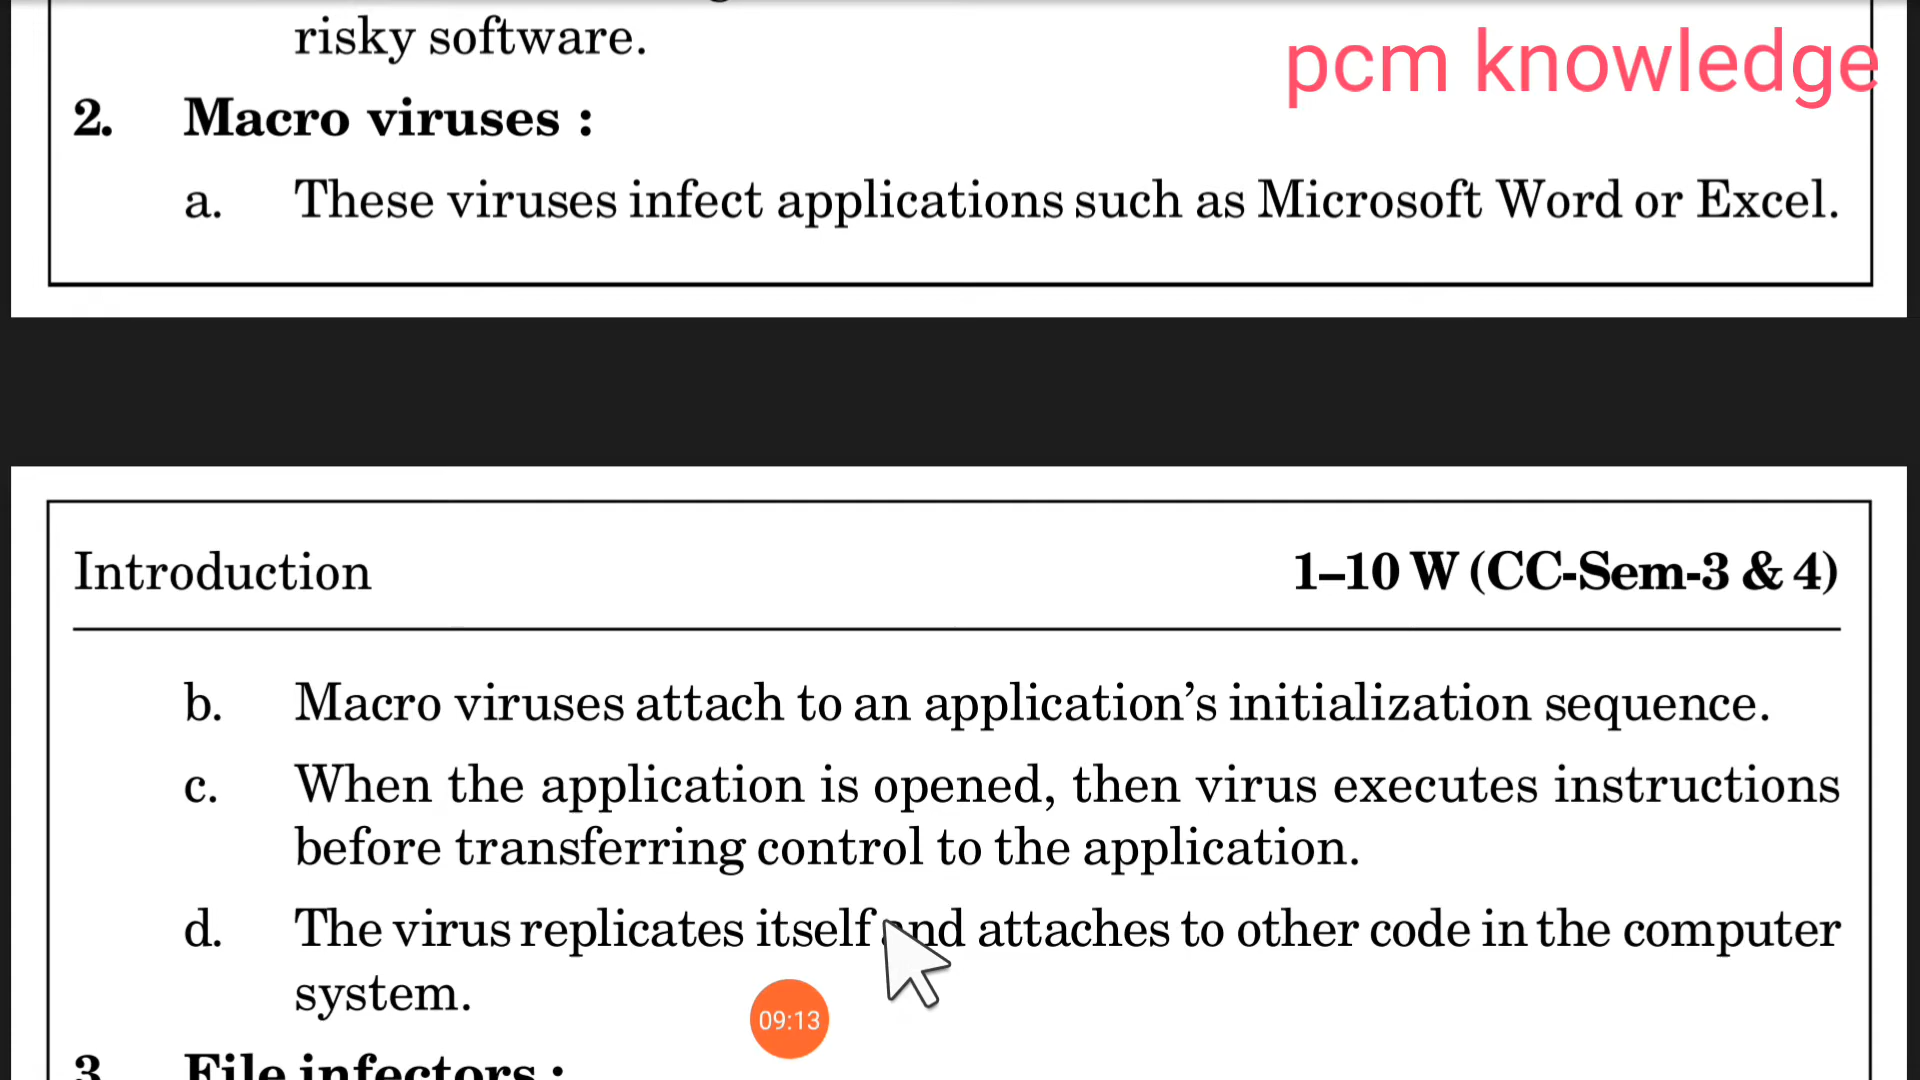 risky software.
pcm knowledge
2. Macro viruses :
a. These viruses infect applications such as Microsoft Word or Excel.
Introduction 1–10 W (CC-Sem-3 & 4)
b. Macro viruses attach to an application’s initialization sequence.
c. When the application is opened, then virus executes instructions
before transferring control to the application.
d. The virus replicates itself and attaches to other code in the computer
system.
09:13
3. File infectors :